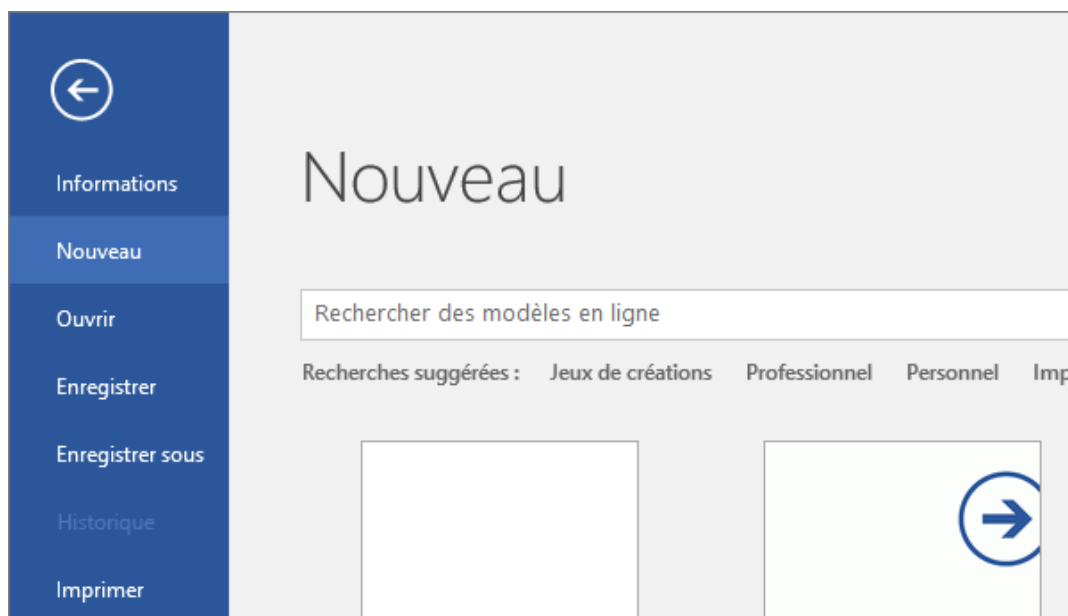 Informations
Nouveau
Ouvrir
Enregistrer
Enregistrer sous
Historique
Imprimer
Nouveau
Rechercher des modèles en ligne
Recherches suggérées : Jeux de créations Professionnel Personnel Imp